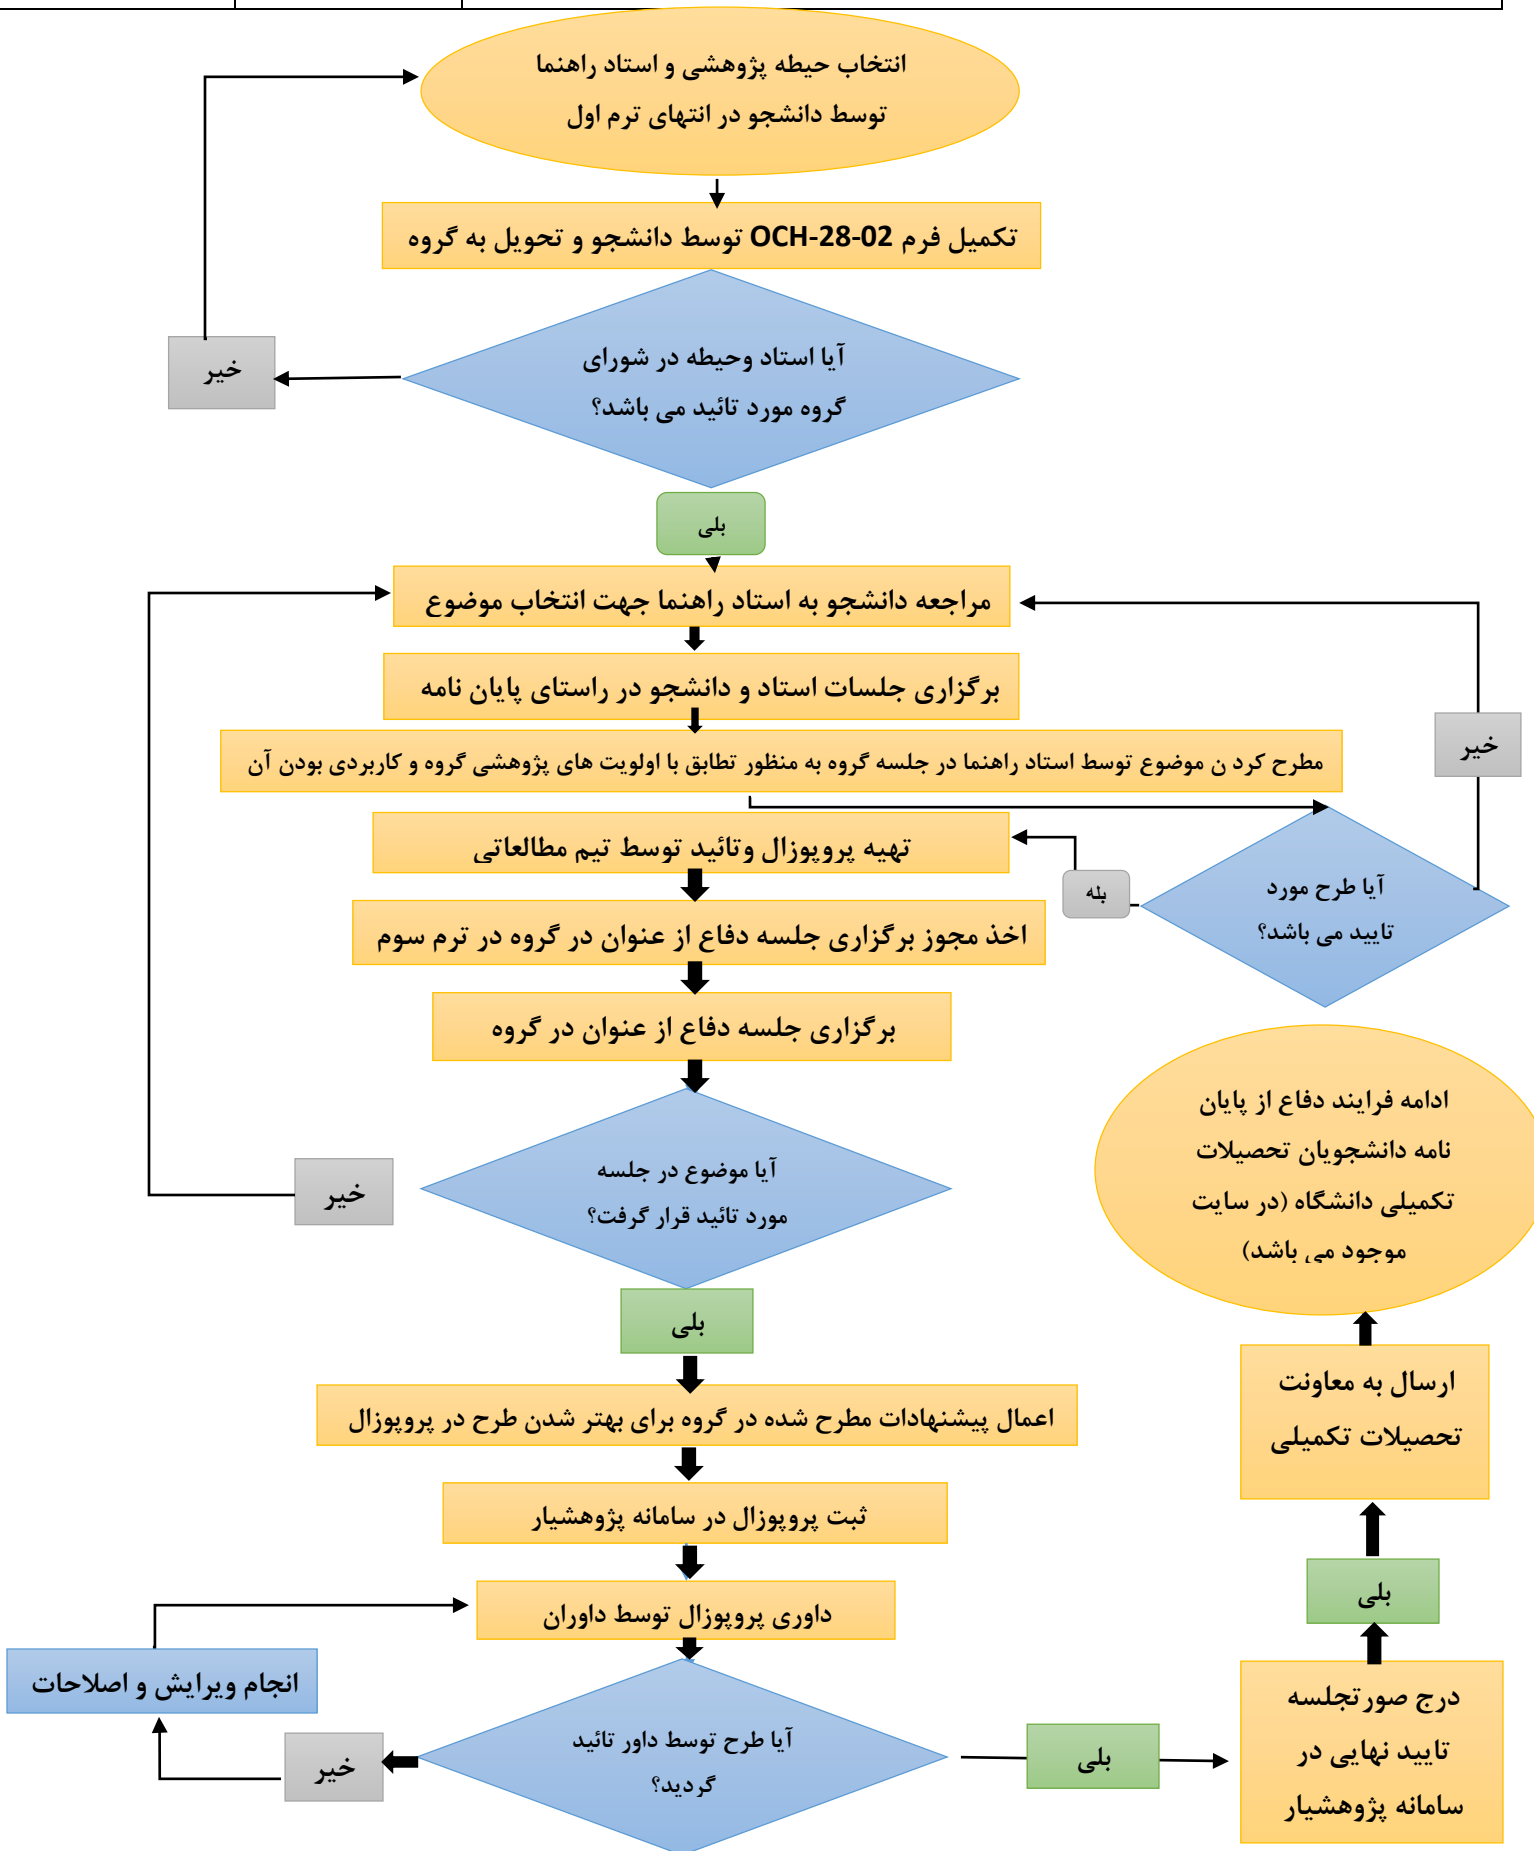 انتخاب حیطه پژوهشی و استاد راهنما
توسط دانشجو در انتهای ترم اول
تکمیل فرم OCH-28-02 توسط دانشجو و تحویل به گروه
آیا استاد وحیطه در شورای
گروه مورد تائید می باشد؟
خیر
بلی
مراجعه دانشجو به استاد راهنما جهت انتخاب موضوع
برگزاری جلسات استاد و دانشجو در راستای پایان نامه
خیر
مطرح کرد ن موضوع توسط استاد راهنما در جلسه گروه به منظور تطابق با اولویت های پژوهشی گروه و کاربردی بودن آن
تهیه پروپوزال وتائید توسط تیم مطالعاتی
آیا طرح مورد
تایید می باشد؟
بله
اخذ مجوز برگزاری جلسه دفاع از عنوان در گروه در ترم سوم
برگزاری جلسه دفاع از عنوان در گروه
آیا موضوع در جلسه
مورد تائید قرار گرفت؟
خیر
بلی
اعمال پیشنهادات مطرح شده در گروه برای بهتر شدن طرح در پروپوزال
ثبت پروپوزال در سامانه پژوهشیار
داوری پروپوزال توسط داوران
انجام ویرایش و اصلاحات
آیا طرح توسط داور تائید
گردید؟
خیر
بلی
درج صورتجلسه
تایید نهایی در
سامانه پژوهشیار
بلی
ارسال به معاونت
تحصیلات تکمیلی
ادامه فرایند دفاع از پایان
نامه دانشجویان تحصیلات
تکمیلی دانشگاه (در سایت
موجود می باشد)